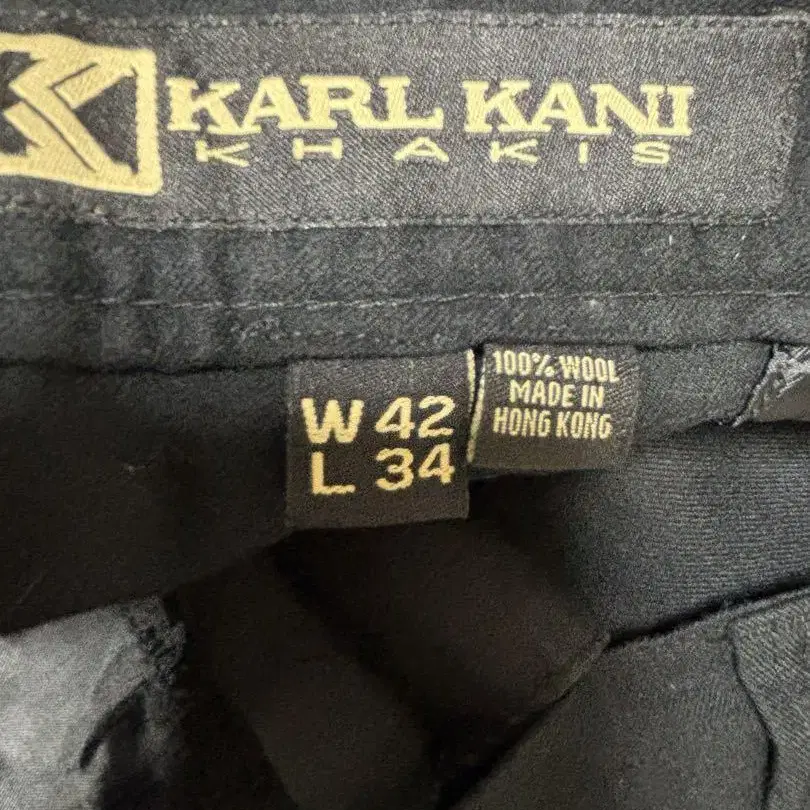 K
KARL KANI
KHAKIS
W 42
L 34
100% WOOL
MADE IN
HONG KONG